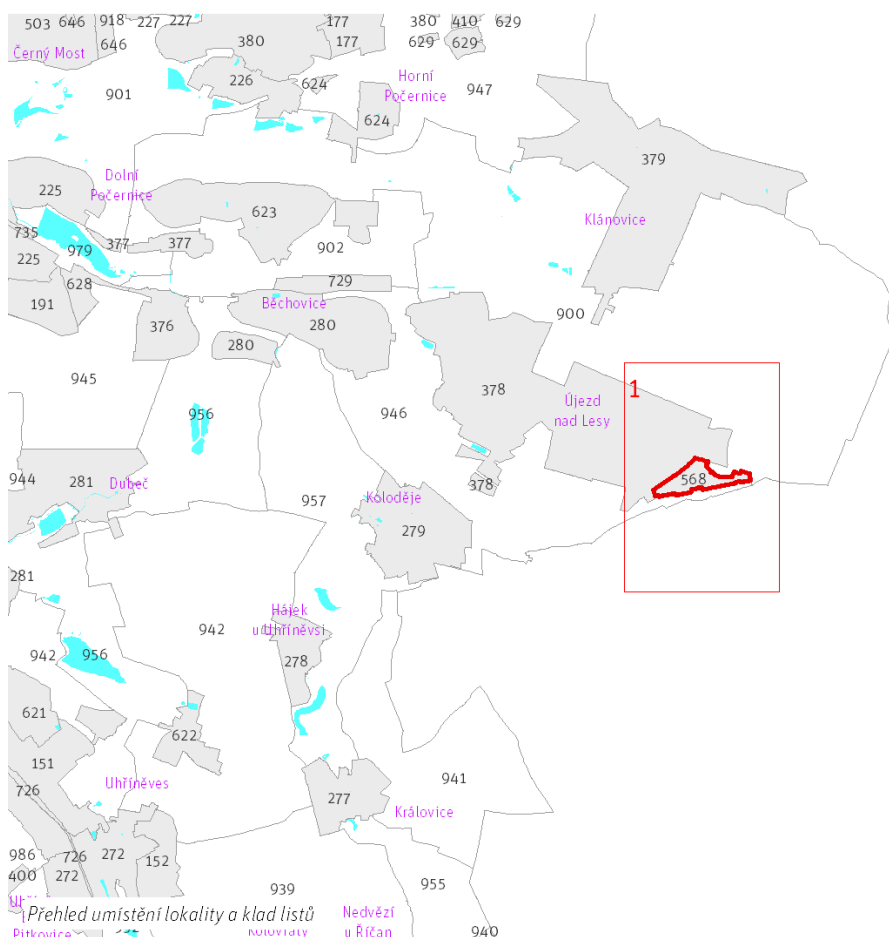 503 646 918 227 227 177 380 410 629
Černý Most 646 380 177 629 629
901 226 624 Horní Počernice 947
624
379
225 Dolní Počernice
623 Klánovice
735 979 377 377 902
225
628 729
191 Běchovice
376 280 280 900
945 378 1
956 946 Újezd nad Lesy
944 281 Dubeč 378 568
957 Koloděje
279
281
Hájek u Uhříněvsi
942
942 956 278
621 622
151
726 Uhříněves 277 941
Královice
986 726 272 152
400 272 939 955
Přehled umístění lokality a klad listů
Nedvězí u Říčan
Pitkovice Kolovraty 940